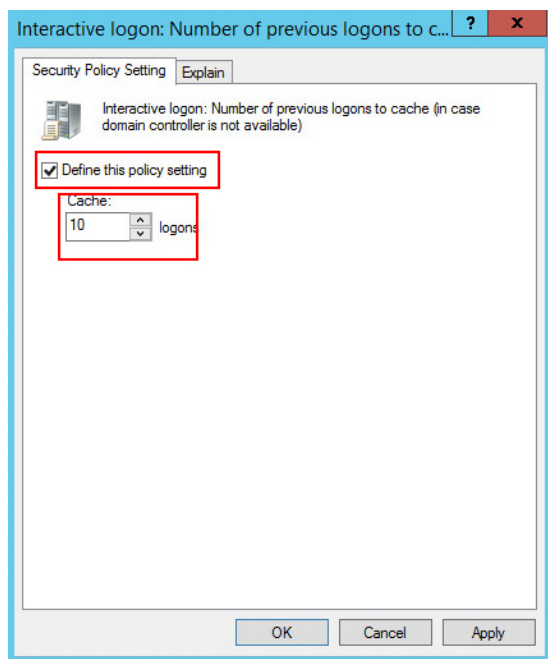 Interactive logon: Number of previous logons to c...
?
x
Security Policy Setting
Explain
Interactive logon: Number of previous logons to cache (in case
domain controller is not available)
Define this policy setting
Cache:
10
logons
OK
Cancel
Apply